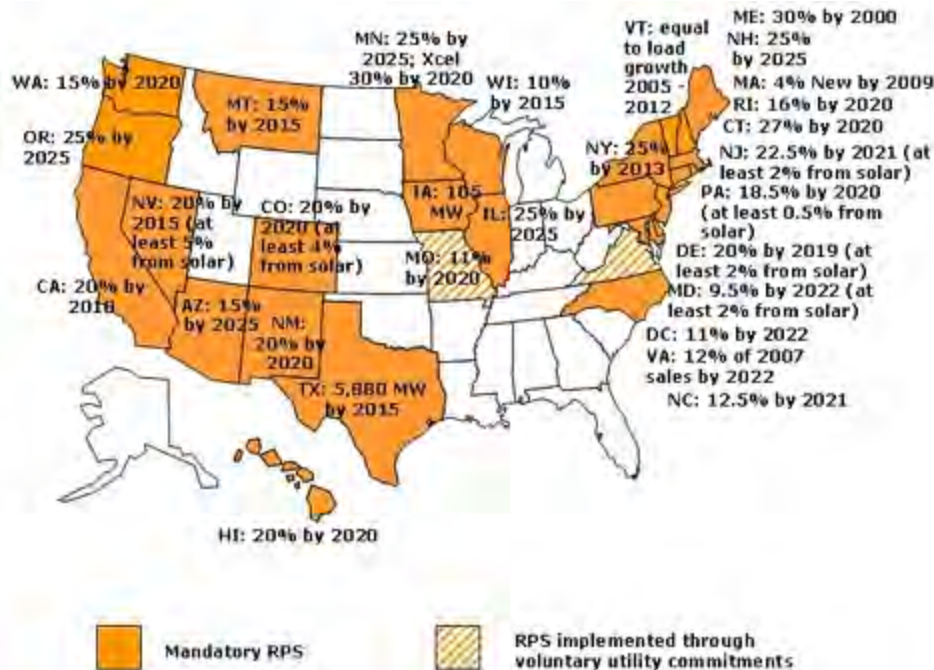 MN: 25% by
2025; Xcel
30% by 2020
VT: equal
to load
growth
2005 -
2012
ME: 30% by 2000
NH: 25%
by 2025
MA: 4% New by 2009
RI: 16% by 2020
CT: 27% by 2020
NJ: 22.5% by 2021 (at
least 2% from solar)
PA: 18.5% by 2020
(at least 0.5% from
solar)
DE: 20% by 2019 (at
least 2% from solar)
MD: 9.5% by 2022 (at
least 2% from solar)
DC: 11% by 2022
VA: 12% of 2007
sales by 2022
NC: 12.5% by 2021
WA: 15% by 2020
MT: 15%
by 2015
WI: 10%
by 2015
OR: 25% by
2025
NY: 25%
by 2013
NV: 20% by
2015 (at
least 5%
from solar)
CO: 20% by
2020 (at
least 4%
from solar)
IA: 105
MW
IL: 25% by
2025
MO: 11%
by 2020
CA: 20% by
2010
AZ: 15%
by 2025
NM:
20% by
2020
TX: 5,880 MW
by 2015
HI: 20% by 2020
Mandatory RPS
RPS implemented through
voluntary utility commitments